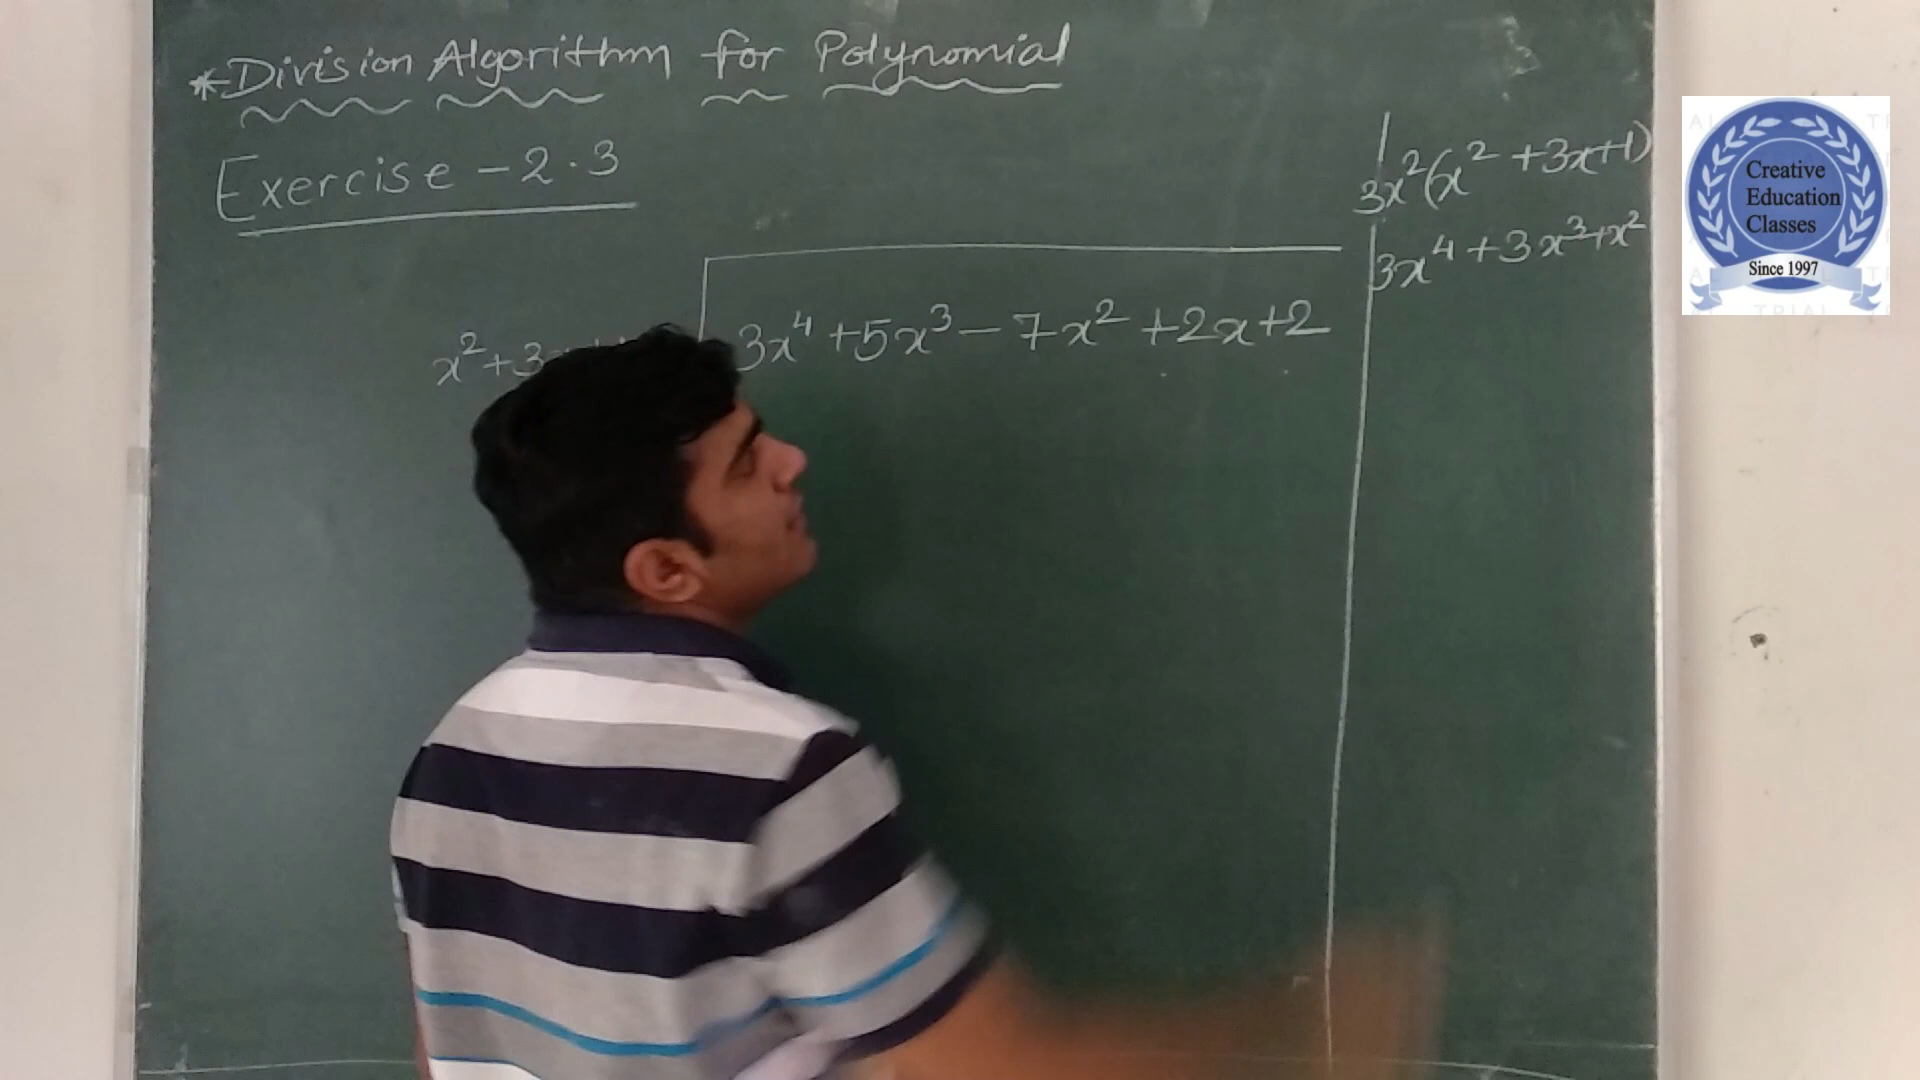 *Division Algorithm for Polynomial
Exercise - 2.3
3x²(x² +3x+1)
3x⁴ +3x³+x²
x²+3
3x⁴ +5x³ - 7x² +2x+2
Creative
Education
Classes
Since 1997
TRIAL